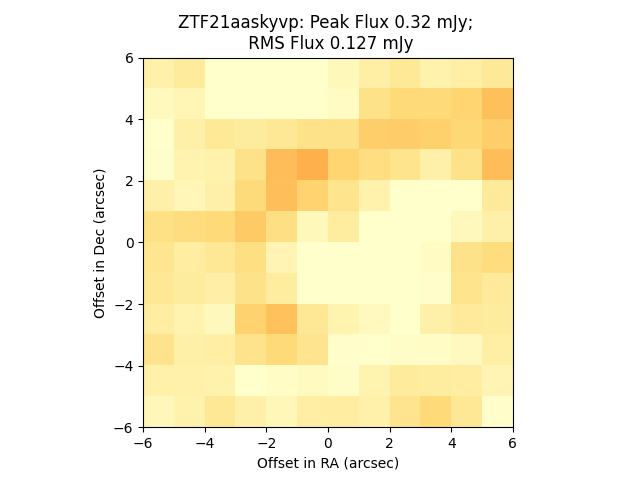 ZTF21aaskyvp: Peak Flux 0.32 mJy;
RMS Flux 0.127 mJy
6
4
2
0
−2
−4
−6
Offset in Dec (arcsec)
−6 −4 −2 0 2 4 6
Offset in RA (arcsec)